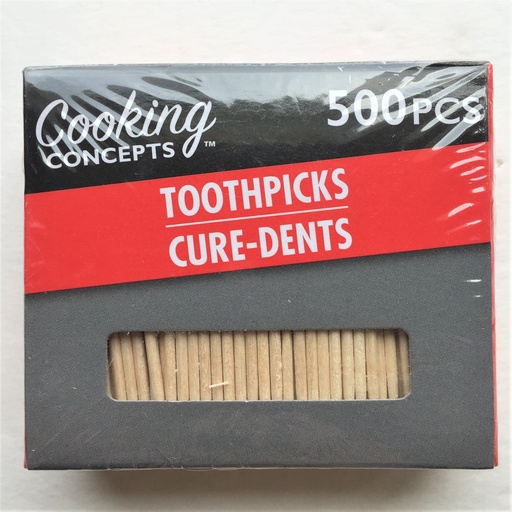 Cooking
CONCEPTS™
500PCS
TOOTHPICKS
CURE-DENTS